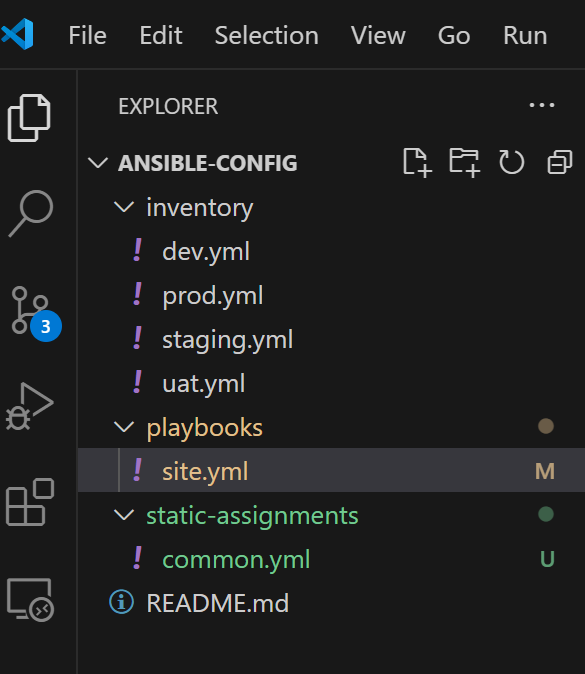 File Edit Selection View Go Run
EXPLORER ...
ANSIBLE-CONFIG
inventory
! dev.yml
! prod.yml
! staging.yml
3
! uat.yml
playbooks
! site.yml M
static-assignments
! common.yml U
README.md